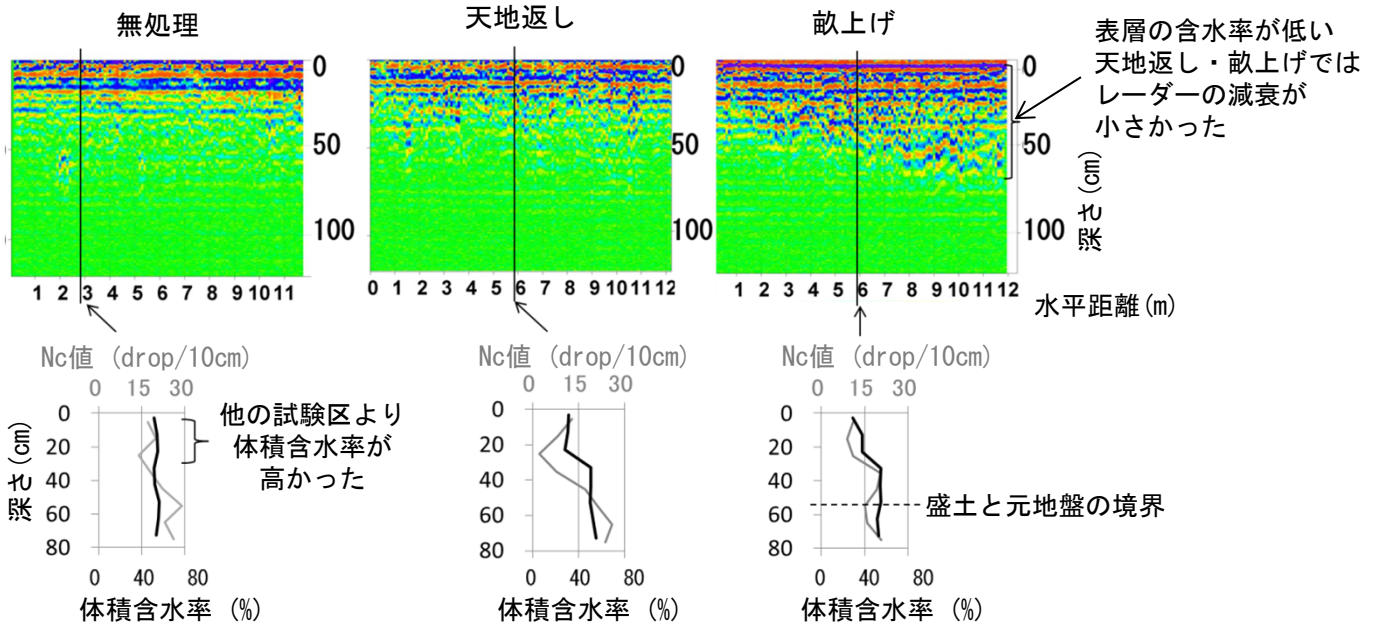 無処理
天地返し
畝上げ
表層の含水率が低い
天地返し・畝上げでは
レーダーの減衰が
小さかった
0
50
100
0
50
100
0
50
100
深さ(cm)
1 2 3 4 5 6 7 8 9 10 11
0 1 2 3 4 5 6 7 8 9 10 11 12
1 2 3 4 5 6 7 8 9 10 11 12
水平距離(m)
Nc値 (drop/10cm)
0 15 30
0
20
40
60
80
深さ(cm)
0 40 80
体積含水率 (%)
他の試験区より
体積含水率が
高かった
Nc値 (drop/10cm)
0 15 30
0
20
40
60
80
0 40 80
体積含水率 (%)
Nc値 (drop/10cm)
0 15 30
0
20
40
60
80
0 40 80
体積含水率 (%)
盛土と元地盤の境界